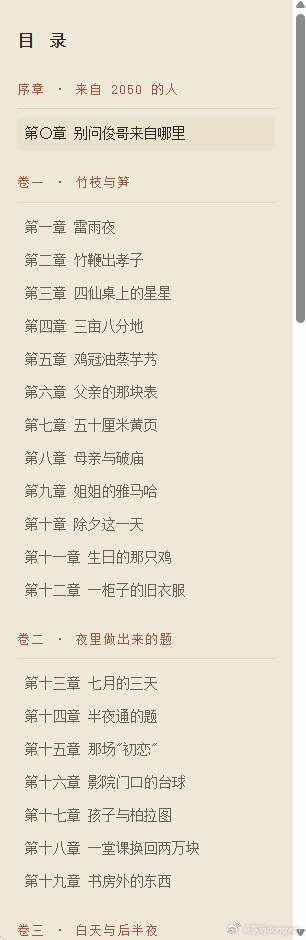 目 录
序章 · 来自 2050 的人
第〇章 别问俊哥来自哪里
卷一 · 竹枝与笋
第一章 雷雨夜
第二章 竹鞭出孝子
第三章 四仙桌上的星星
第四章 三亩八分地
第五章 鸡冠油蒸芋艿
第六章 父亲的那块表
第七章 五十厘米黄页
第八章 母亲与破庙
第九章 姐姐的雅马哈
第十章 除夕这一天
第十一章 生日的那只鸡
第十二章 一柜子的旧衣服
卷二 · 夜里做出来的题
第十三章 七月的三天
第十四章 半夜通的题
第十五章 那场"初恋"
第十六章 影院门口的台球
第十七章 孩子与柏拉图
第十八章 一堂课换回两万块
第十九章 书房外的东西
卷三 · 白天与后半夜